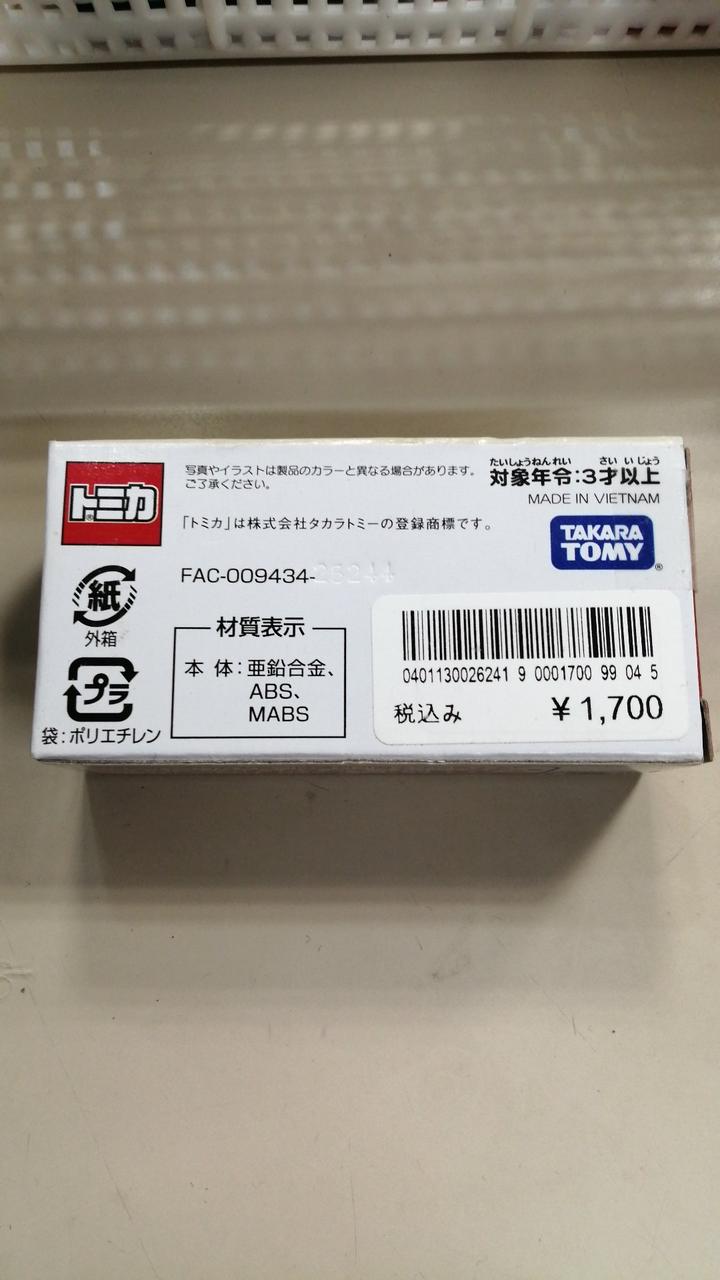 トミカ
®
写真やイラストは製品のカラーと異なる場合があります。
ご了承ください。
「トミカ」は株式会社タカラトミーの登録商標です。
たいしょうねんれい さい いじょう
対象年令:3才以上
MADE IN VIETNAM
TAKARA
TOMY
®
FAC-009434-
紙
外箱
プラ
袋:ポリエチレン
材質表示
本 体:亜鉛合金、
ABS、
MABS
0401130026241 9 0001700 99 04 5
税込み ¥1,700